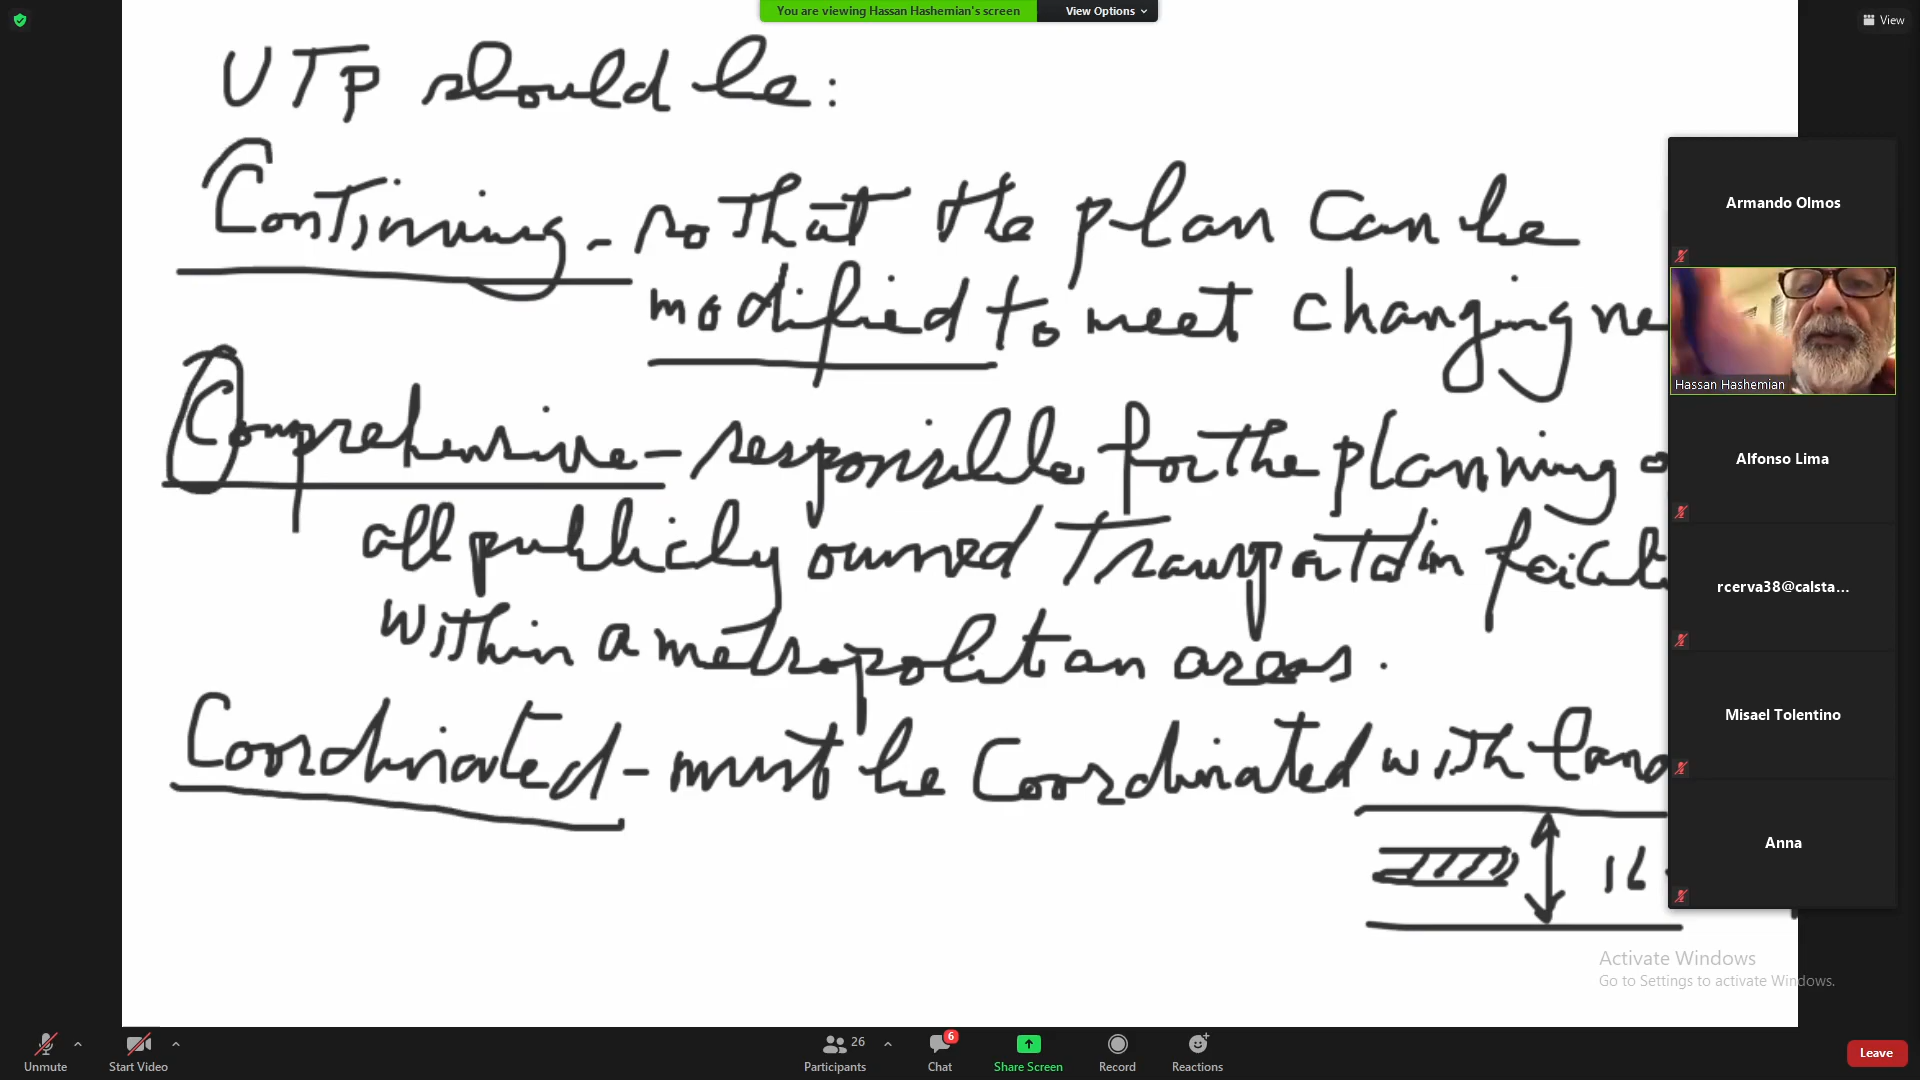 You are viewing Hassan Hashemian's screen
View Options
View
UTP should be:
Continuing - so that the plan can be
modified to meet changing ne
Comprehensive - responsible for the planning o
all publicly owned Transportation
within a metropolitan areas.
Coordinated - must be Coordinated with land
16
Armando Olmos
Hassan Hashemian
Alfonso Lima
rcerva38@calsta...
Misael Tolentino
Anna
Activate Windows
Go to Settings to activate Windows.
Unmute
Start Video
26
Participants
6
Chat
Share Screen
Record
Reactions
Leave